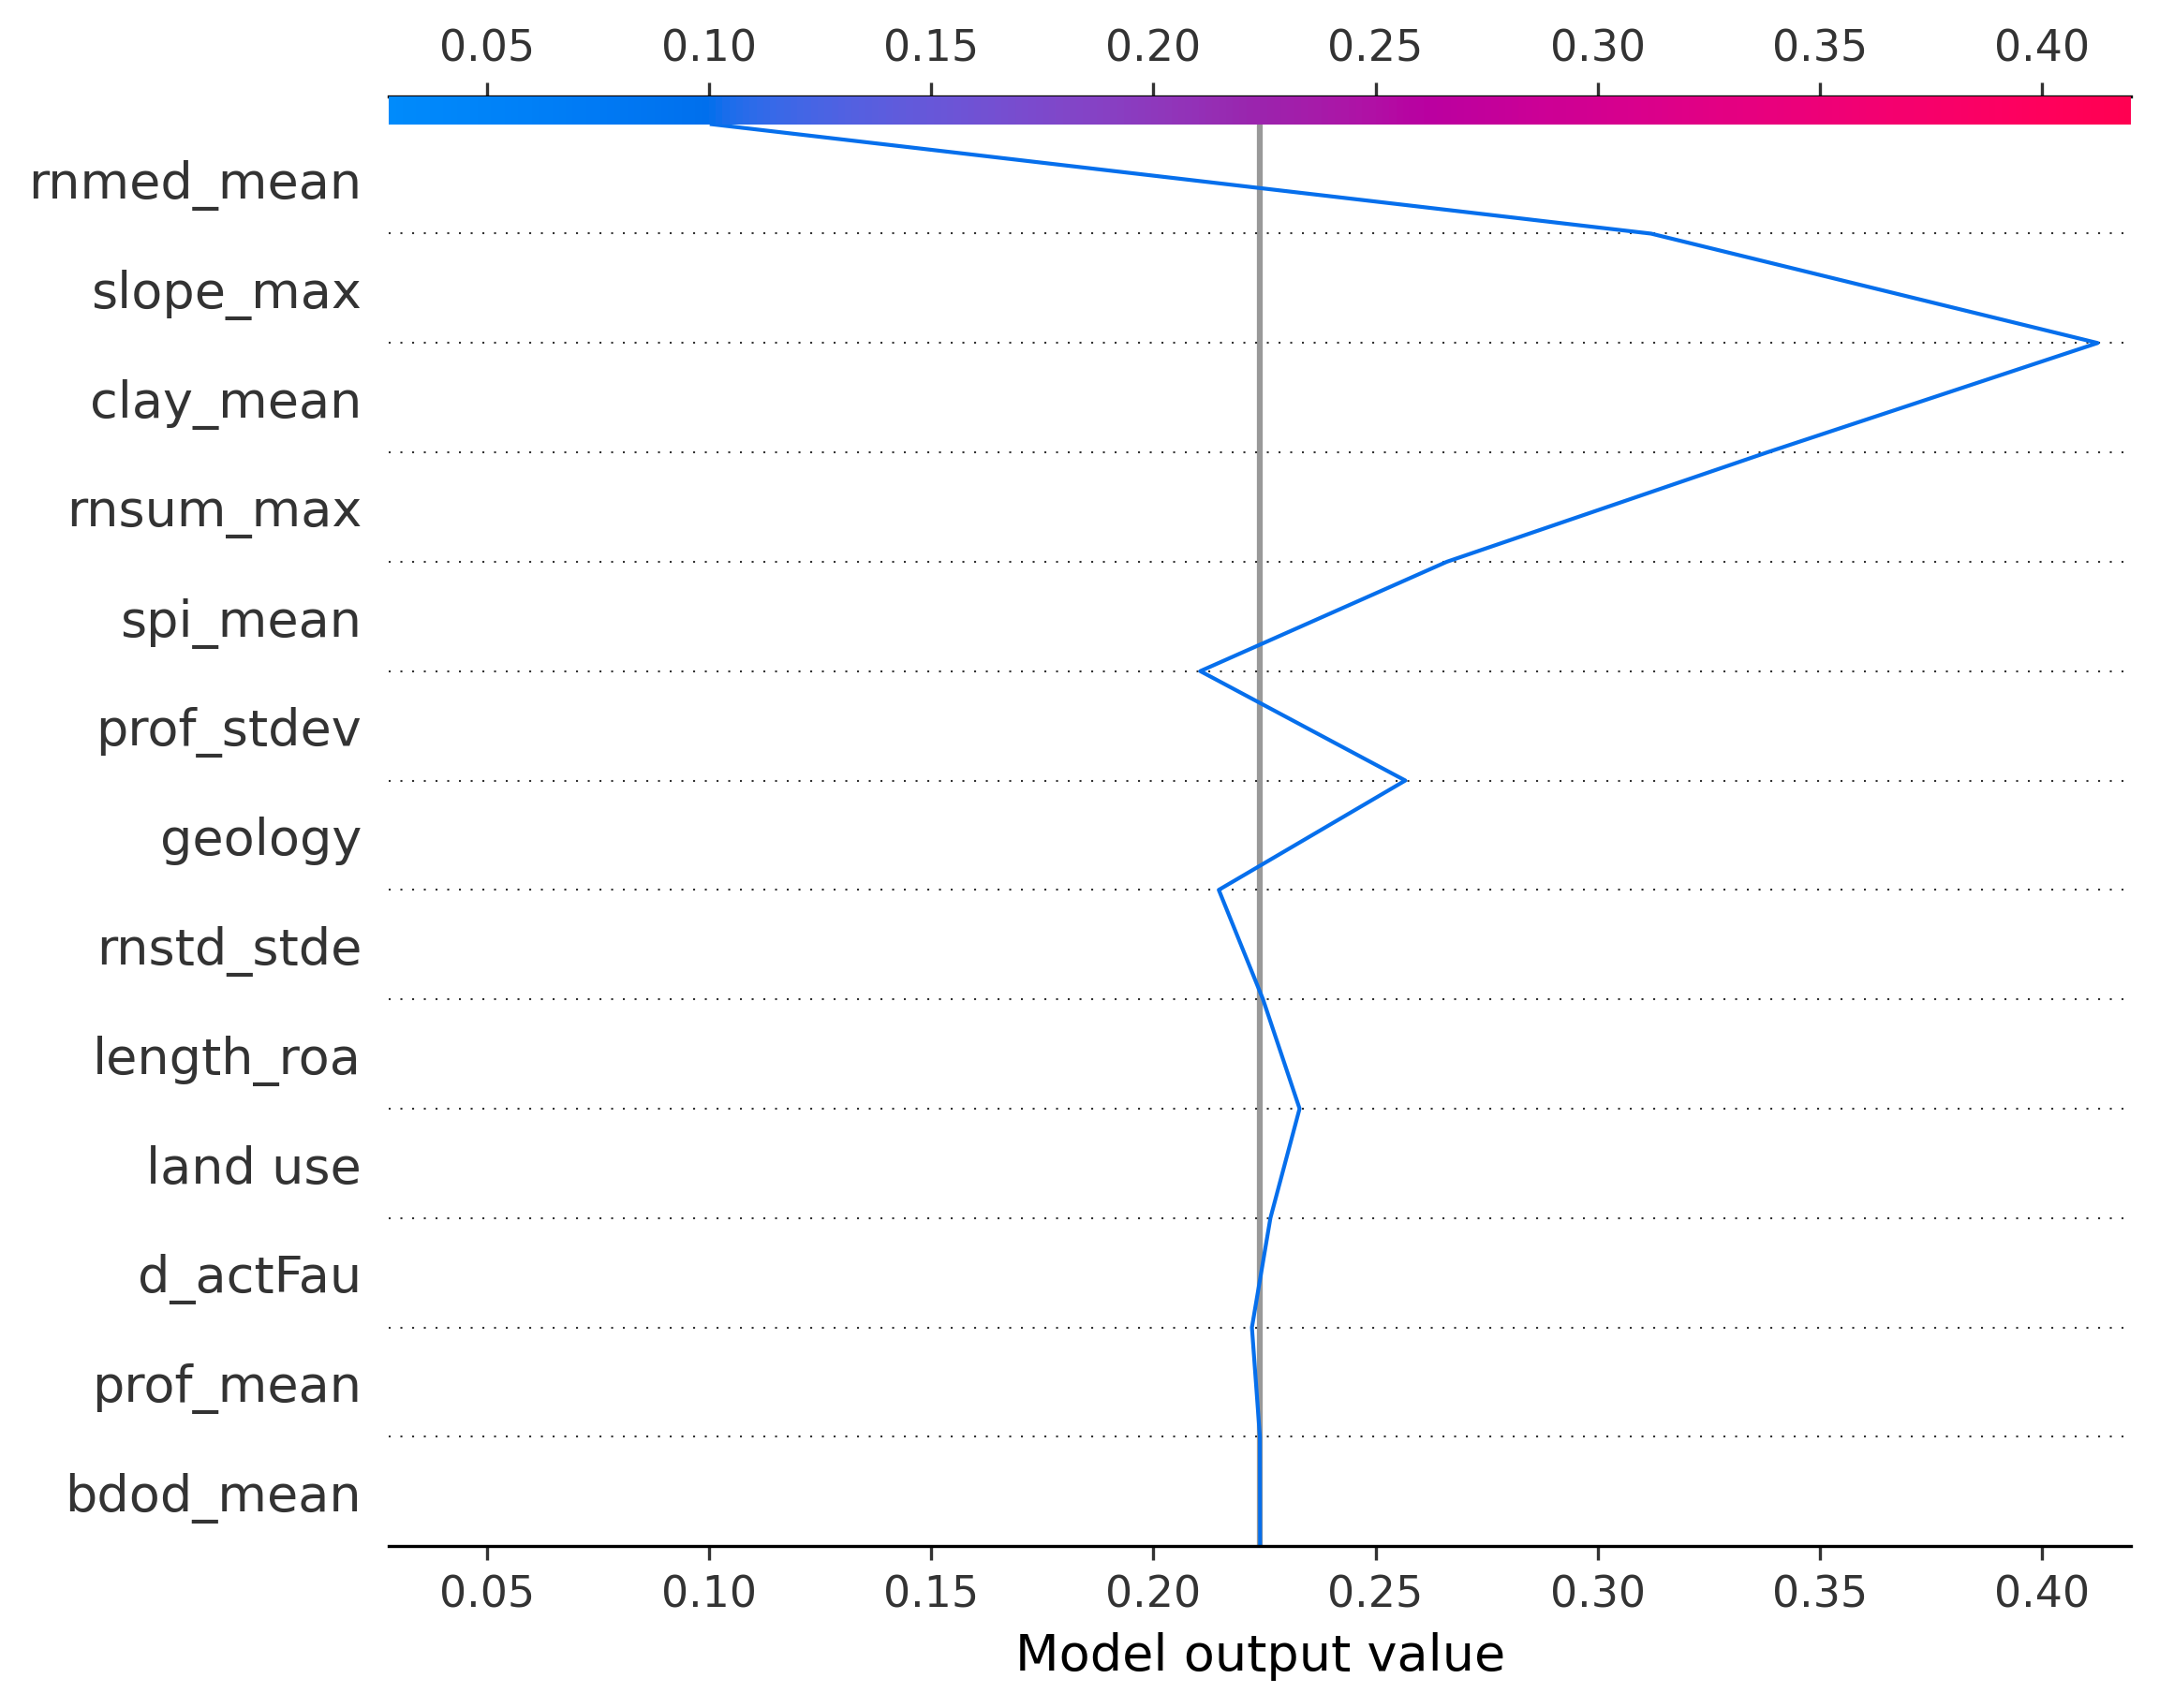 0.05 0.10 0.15 0.20 0.25 0.30 0.35 0.40
rnmed_mean
slope_max
clay_mean
rnsum_max
spi_mean
prof_stdev
geology
rnstd_stde
length_roa
land use
d_actFau
prof_mean
bdod_mean
0.05 0.10 0.15 0.20 0.25 0.30 0.35 0.40
Model output value